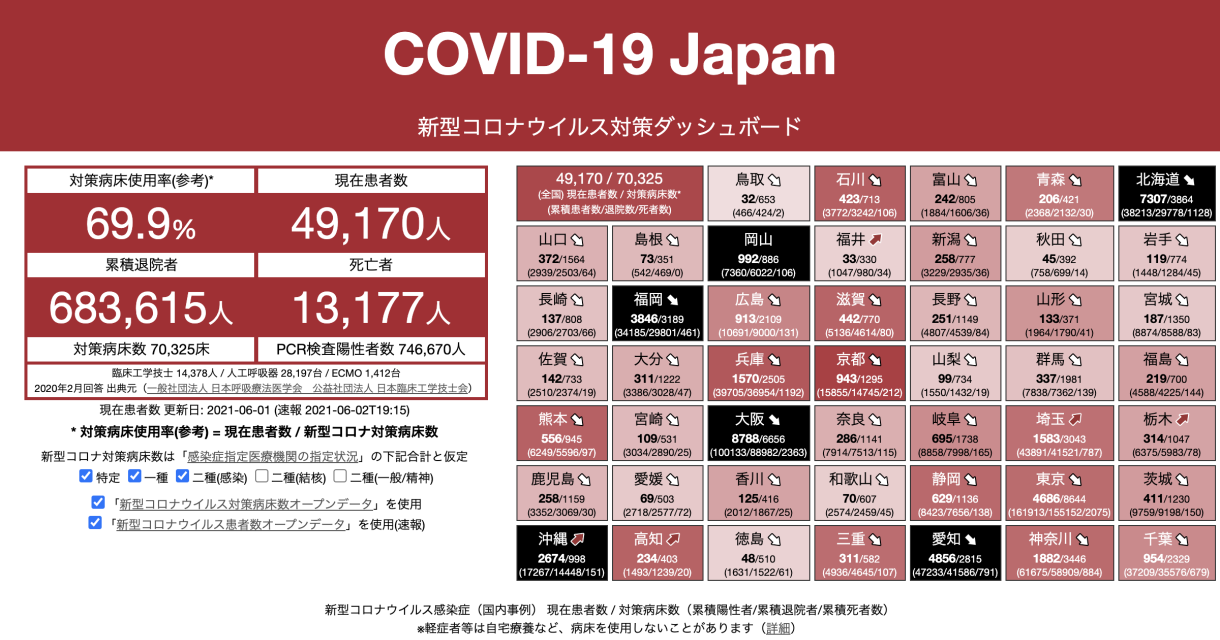 COVID-19 Japan
新型コロナウイルス対策ダッシュボード
対策病床使用率(参考)*
現在患者数
69.9%
49,170人
累積退院者
死亡者
683,615人
13,177人
対策病床数 70,325床
PCR検査陽性者数 746,670人
臨床工学技士 14,378人 / 人工呼吸器 28,197台 / ECMO 1,412台
2020年2月回答 出典元（一般社団法人 日本呼吸療法医学会　公益社団法人 日本臨床工学技士会）
現在患者数 更新日: 2021-06-01 (速報 2021-06-02T19:15)
* 対策病床使用率(参考) = 現在患者数 / 新型コロナ対策病床数
新型コロナ対策病床数は「感染症指定医療機関の指定状況」の下記合計と仮定
特定 一種 二種(感染) 二種(結核) 二種(一般/精神)
「新型コロナウイルス対策病床数オープンデータ」を使用
「新型コロナウイルス患者数オープンデータ」を使用(速報)
49,170 / 70,325
(全国) 現在患者数 / 対策病床数*
(累積患者数/退院数/死者数)
鳥取
32/653
(466/424/2)
石川
423/713
(3772/3242/106)
富山
242/805
(1884/1606/36)
青森
206/421
(2368/2132/30)
北海道
7307/3864
(38213/29778/1128)
山口
372/1564
(2939/2503/64)
島根
73/351
(542/469/0)
岡山
992/886
(7360/6022/106)
福井
33/330
(1047/980/34)
新潟
258/777
(3229/2935/36)
秋田
45/392
(758/699/14)
岩手
119/774
(1448/1284/45)
長崎
137/808
(2906/2703/66)
福岡
3846/3189
(34185/29801/461)
広島
913/2109
(10691/9000/131)
滋賀
442/770
(5136/4614/80)
長野
251/1149
(4807/4539/84)
山形
133/371
(1964/1790/41)
宮城
187/1350
(8874/8588/83)
佐賀
142/733
(2510/2374/19)
大分
311/1222
(3386/3028/47)
兵庫
1570/2505
(39705/36954/1192)
京都
943/1295
(15855/14745/212)
山梨
99/734
(1550/1432/19)
群馬
337/1981
(7838/7362/139)
福島
219/700
(4588/4225/144)
熊本
556/945
(6249/5596/97)
宮崎
109/531
(3034/2890/25)
大阪
8788/6656
(100133/88982/2363)
奈良
286/1141
(7914/7513/115)
岐阜
695/1738
(8858/7998/165)
埼玉
1583/3043
(43891/41521/787)
栃木
314/1047
(6375/5983/78)
鹿児島
258/1159
(3352/3069/30)
愛媛
69/503
(2718/2577/72)
香川
125/416
(2012/1867/25)
和歌山
70/607
(2574/2459/45)
静岡
629/1136
(8423/7656/138)
東京
4686/8644
(161913/155152/2075)
茨城
411/1230
(9759/9198/150)
沖縄
2674/998
(17267/14448/151)
高知
234/403
(1493/1239/20)
徳島
48/510
(1631/1522/61)
三重
311/582
(4936/4645/107)
愛知
4856/2815
(47233/41586/791)
神奈川
1882/3446
(61675/58909/884)
千葉
954/2329
(37209/35576/679)
新型コロナウイルス感染症（国内事例） 現在患者数 / 対策病床数（累積陽性者/累積退院者/累積死者数）
※軽症者等は自宅療養など、病床を使用しないことがあります（詳細）